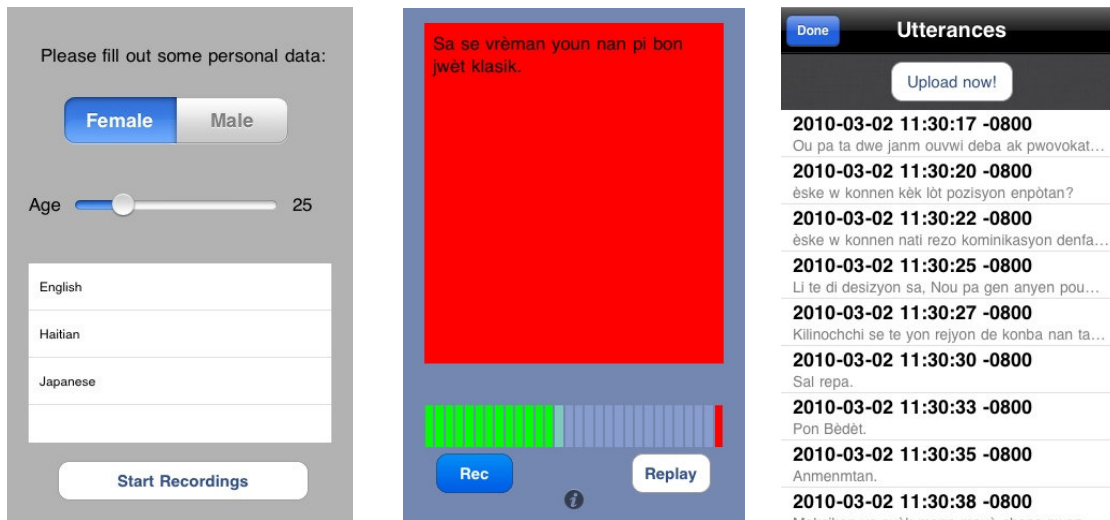 Please fill out some personal data:
Female Male
Age 25
English
Haitian
Japanese
Start Recordings
Sa se vrèman youn nan pi bon
jwèt klasik.
Rec Replay
Done Utterances
Upload now!
2010-03-02 11:30:17 -0800
Ou pa ta dwe janm ouvwi deba ak pwovokat…
2010-03-02 11:30:20 -0800
èske w konnen kèk lòt pozisyon enpòtan?
2010-03-02 11:30:22 -0800
èske w konnen nati rezo kominikasyon denfa…
2010-03-02 11:30:25 -0800
Li te di desizyon sa, Nou pa gen anyen pou…
2010-03-02 11:30:27 -0800
Kilinochchi se te yon rejyon de konba nan ta…
2010-03-02 11:30:30 -0800
Sal repa.
2010-03-02 11:30:33 -0800
Pon Bèdèt.
2010-03-02 11:30:35 -0800
Anmenmtan.
2010-03-02 11:30:38 -0800